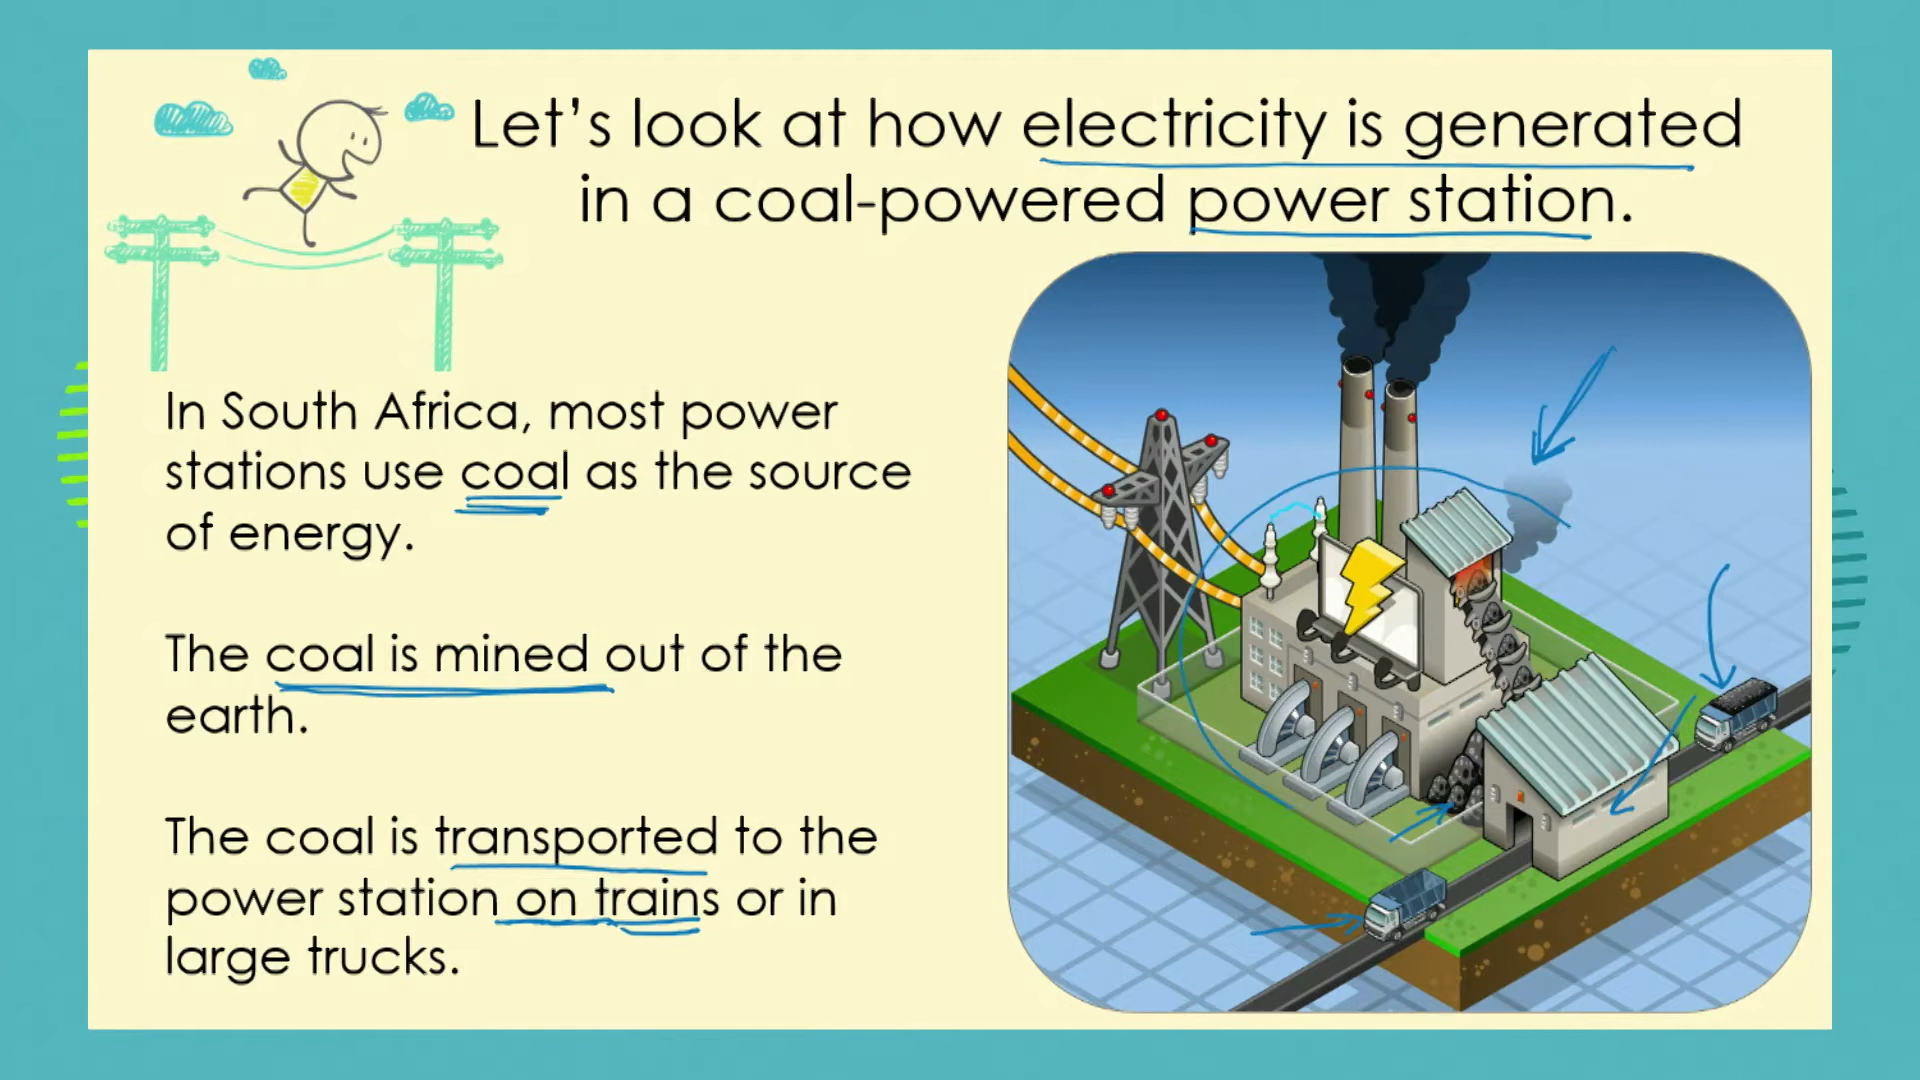 Let’s look at how electricity is generated
in a coal-powered power station.
In South Africa, most power
stations use coal as the source
of energy.
The coal is mined out of the
earth.
The coal is transported to the
power station on trains or in
large trucks.